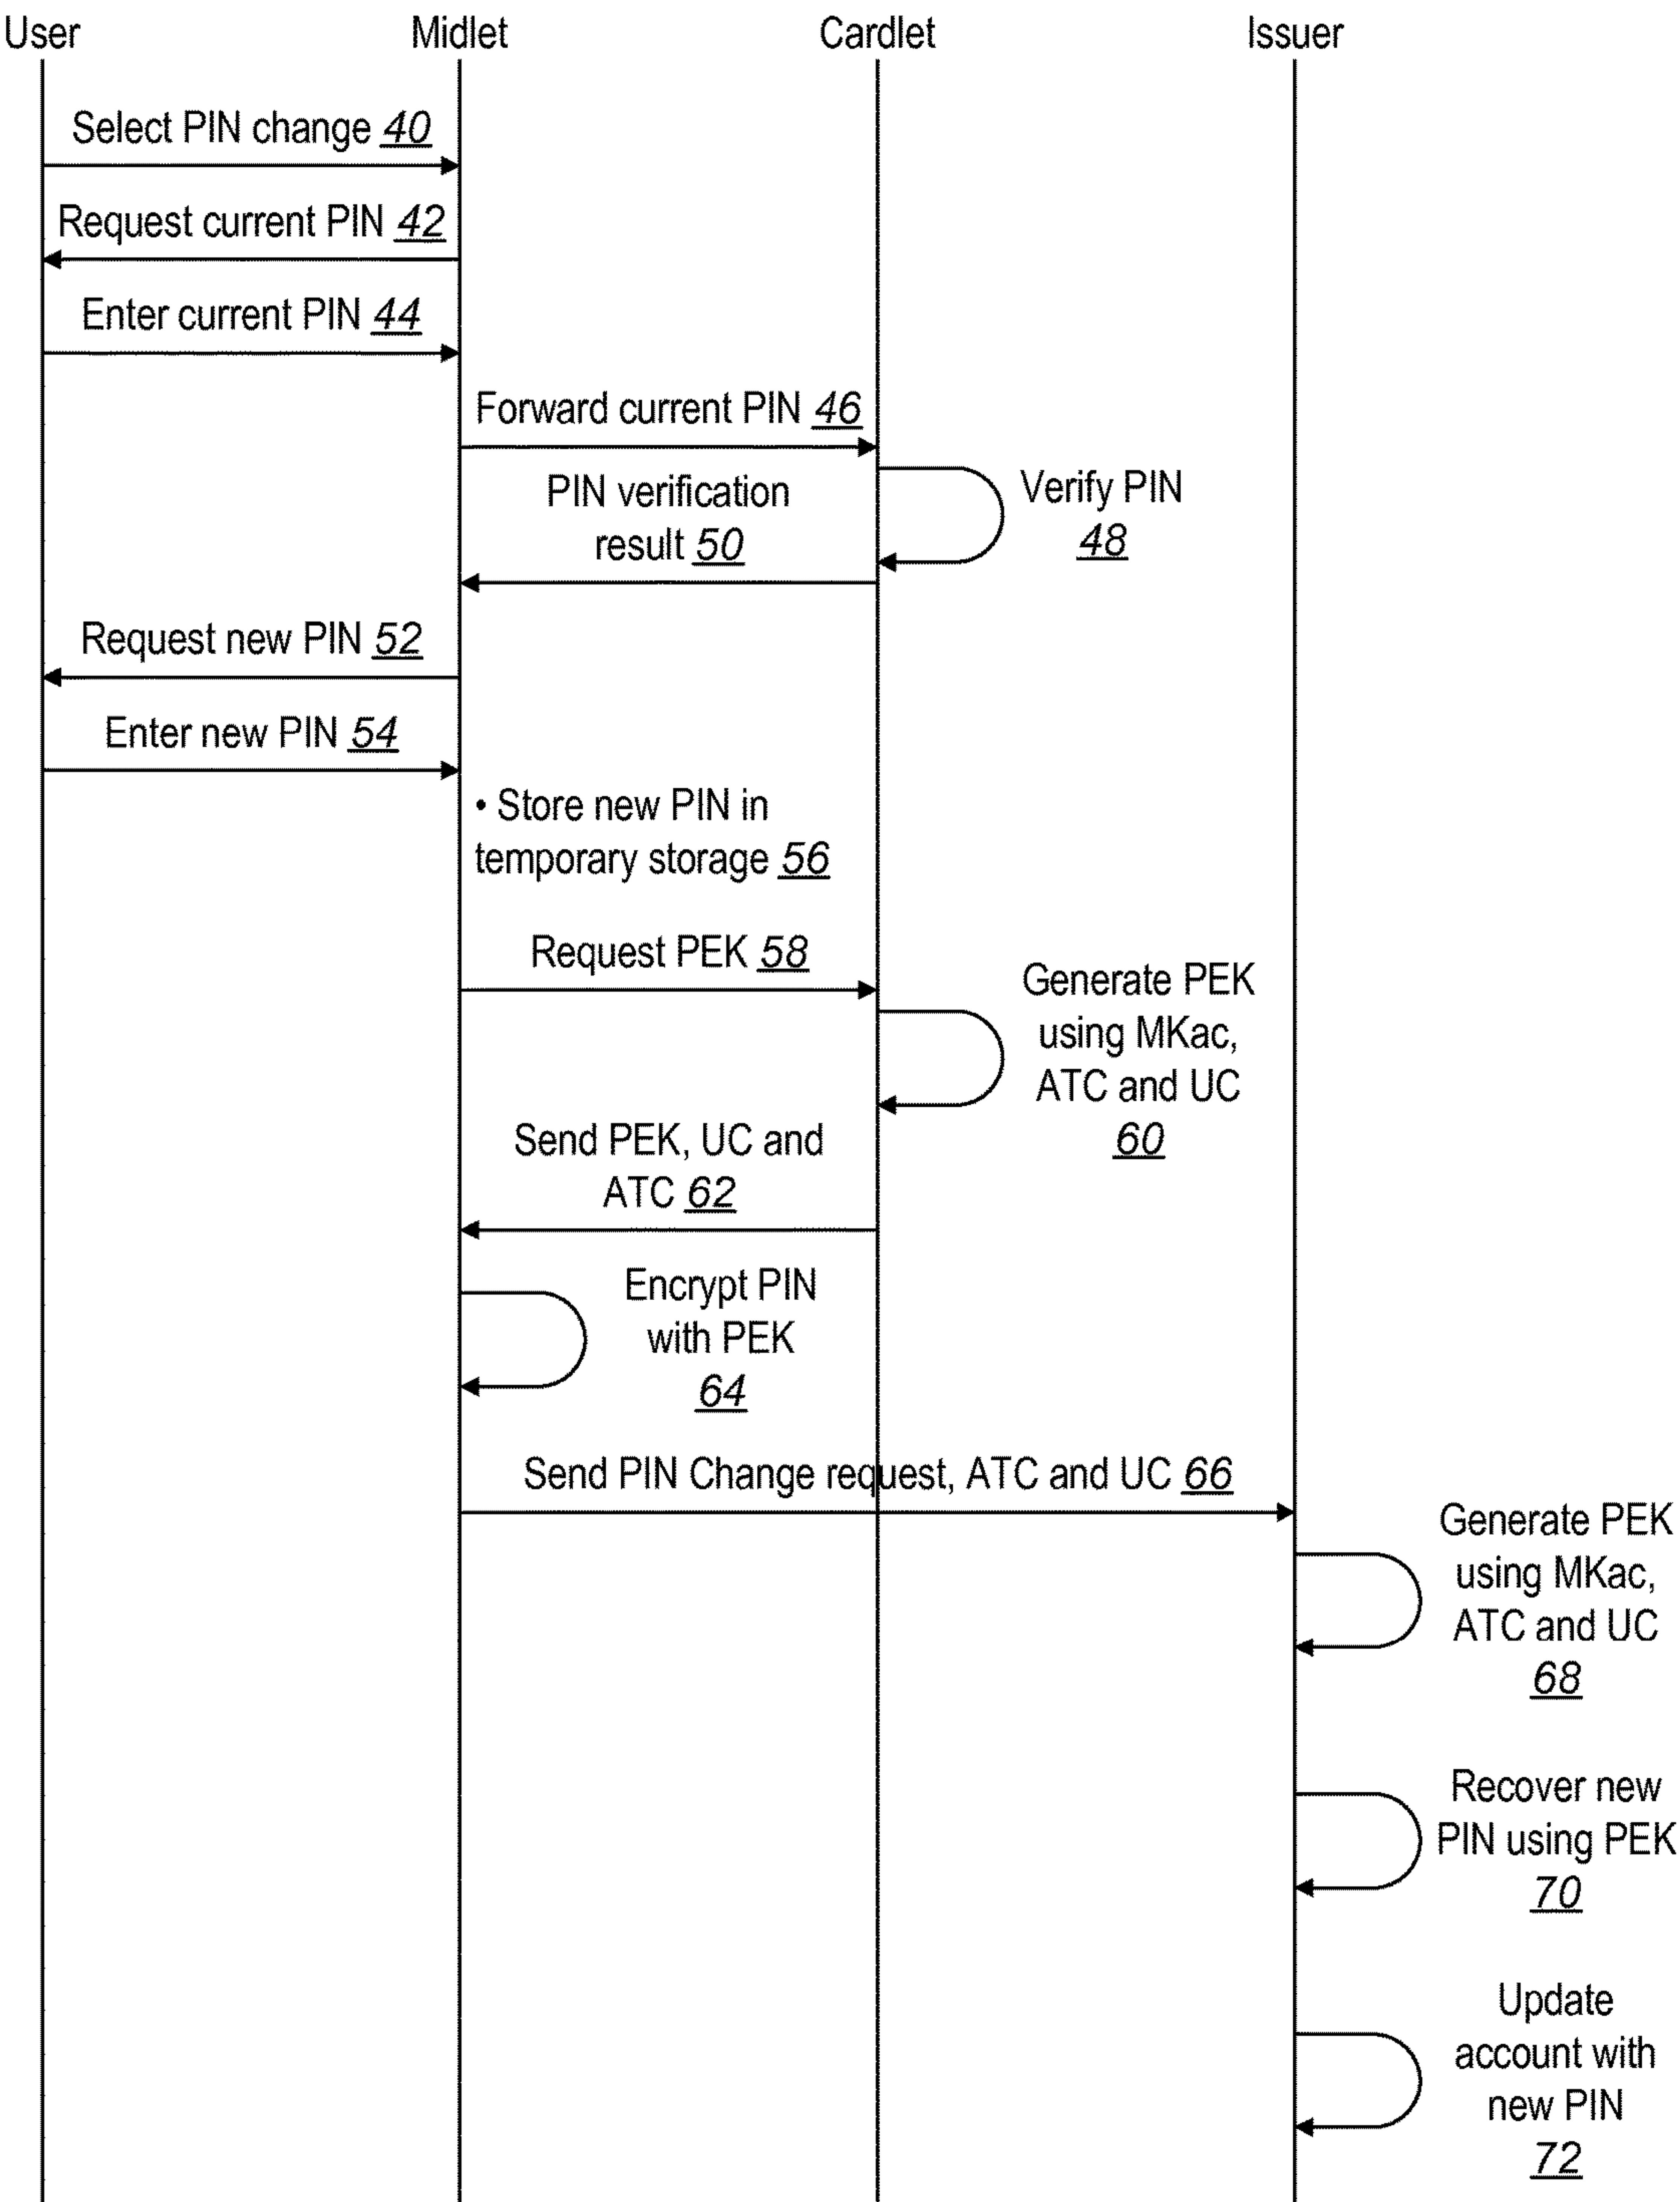 User
Midlet
Cardlet
Issuer
Select PIN change 40
Request current PIN 42
Enter current PIN 44
Forward current PIN 46
Verify PIN
48
PIN verification
result 50
Request new PIN 52
Enter new PIN 54
• Store new PIN in
temporary storage 56
Request PEK 58
Generate PEK
using MKac,
ATC and UC
60
Send PEK, UC and
ATC 62
Encrypt PIN
with PEK
64
Send PIN Change request, ATC and UC 66
Generate PEK
using MKac,
ATC and UC
68
Recover new
PIN using PEK
70
Update
account with
new PIN
72